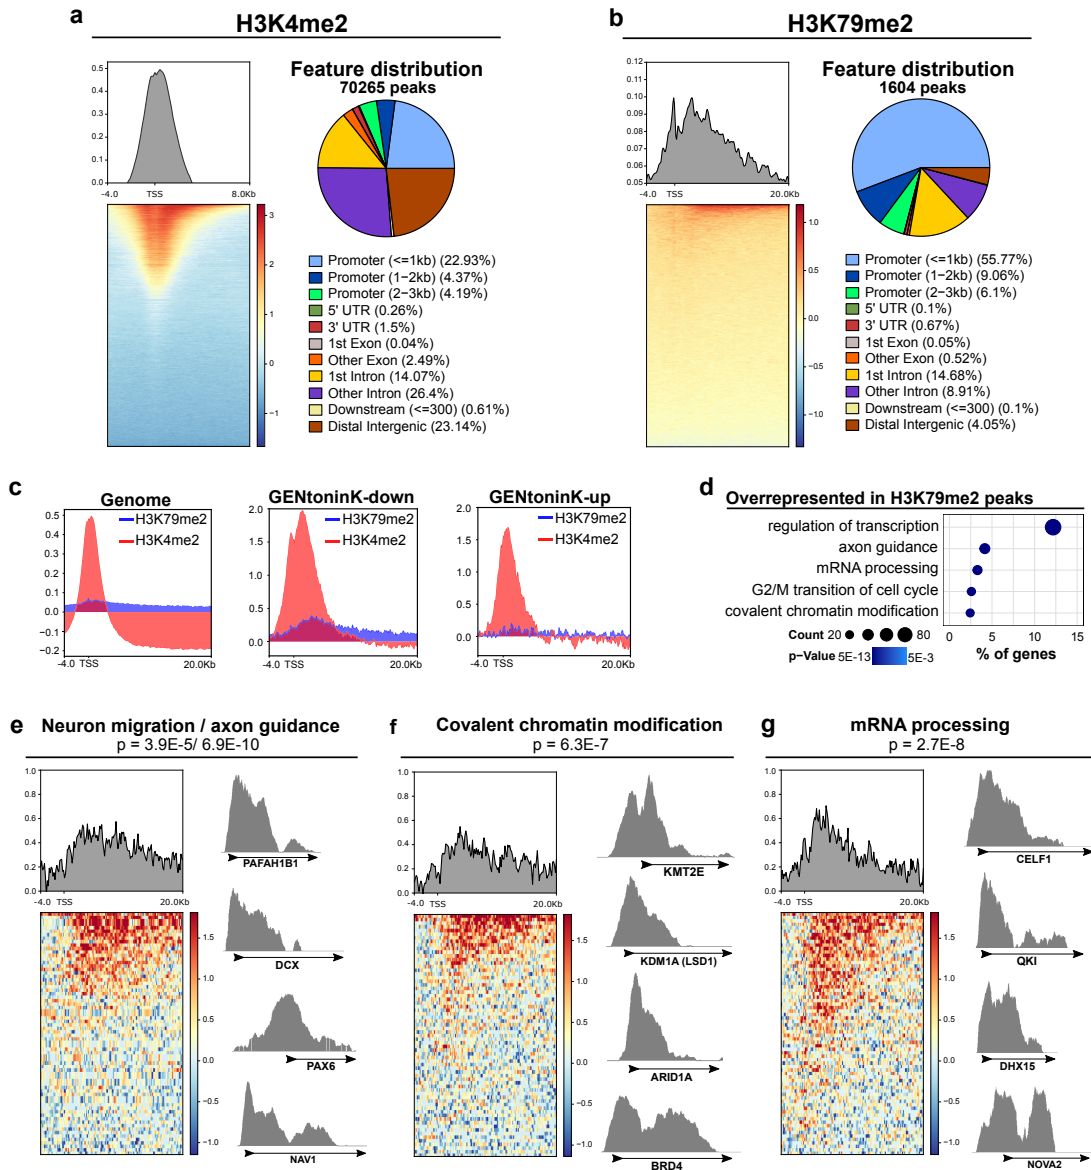 a
H3K4me2
0.5
0.4
0.3
0.2
0.1
0.0
-4.0
TSS
8.0Kb
Feature distribution
70265 peaks
3
2
1
0
−1
Promoter (<=1kb) (22.93%)
Promoter (1−2kb) (4.37%)
Promoter (2−3kb) (4.19%)
5' UTR (0.26%)
3' UTR (1.5%)
1st Exon (0.04%)
Other Exon (2.49%)
1st Intron (14.07%)
Other Intron (26.4%)
Downstream (<=300) (0.61%)
Distal Intergenic (23.14%)
b
H3K79me2
0.12
0.11
0.10
0.09
0.08
0.07
0.06
0.05
-4.0
TSS
20.0Kb
Feature distribution
1604 peaks
1.0
0.5
0.0
−0.5
−1.0
Promoter (<=1kb) (55.77%)
Promoter (1−2kb) (9.06%)
Promoter (2−3kb) (6.1%)
5' UTR (0.1%)
3' UTR (0.67%)
1st Exon (0.05%)
Other Exon (0.52%)
1st Intron (14.68%)
Other Intron (8.91%)
Downstream (<=300) (0.1%)
Distal Intergenic (4.05%)
c
Genome
H3K79me2
H3K4me2
0.5
0.4
0.3
0.2
0.1
0.0
−0.1
−0.2
-4.0
TSS
20.0Kb
GENtoninK-down
H3K79me2
H3K4me2
2.0
1.5
1.0
0.5
0.0
-4.0
TSS
20.0Kb
GENtoninK-up
H3K79me2
H3K4me2
2.0
1.5
1.0
0.5
0.0
-4.0
TSS
20.0Kb
d
Overrepresented in H3K79me2 peaks
regulation of transcription
axon guidance
mRNA processing
G2/M transition of cell cycle
covalent chromatin modification
Count 20 80
p-Value 5E-13 5E-3
0 5 10 15
% of genes
e
Neuron migration / axon guidance
p = 3.9E-5/ 6.9E-10
1.0
0.8
0.6
0.4
0.2
0.0
-4.0
TSS
20.0Kb
1.5
1.0
0.5
0.0
−0.5
−1.0
PAFAH1B1
DCX
PAX6
NAV1
f
Covalent chromatin modification
p = 6.3E-7
1.0
0.8
0.6
0.4
0.2
0.0
-4.0
TSS
20.0Kb
1.5
1.0
0.5
0.0
−0.5
−1.0
KMT2E
KDM1A (LSD1)
ARID1A
BRD4
g
mRNA processing
p = 2.7E-8
1.0
0.8
0.6
0.4
0.2
0.0
-4.0
TSS
20.0Kb
1.5
1.0
0.5
0.0
−0.5
−1.0
CELF1
QKI
DHX15
NOVA2